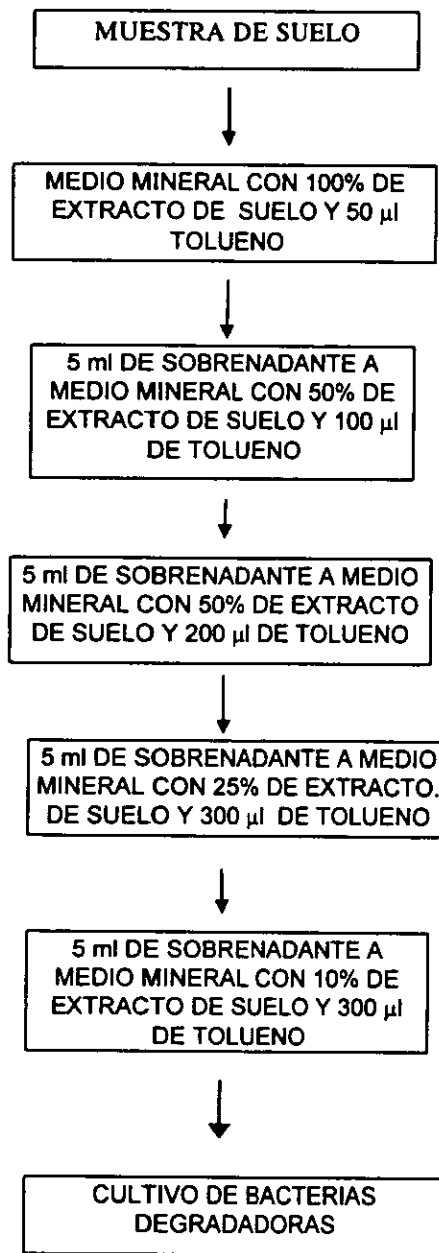 MUESTRA DE SUELO
MEDIO MINERAL CON 100% DE
EXTRACTO DE SUELO Y 50 µl
TOLUENO
5 ml DE SOBRENADANTE A
MEDIO MINERAL CON 50% DE
EXTRACTO DE SUELO Y 100 µl
DE TOLUENO
5 ml DE SOBRENADANTE A MEDIO
MINERAL CON 50% DE EXTRACTO
DE SUELO Y 200 µl DE TOLUENO
5 ml DE SOBRENADANTE A MEDIO
MINERAL CON 25% DE EXTRACTO.
DE SUELO Y 300 µl DE TOLUENO
5 ml DE SOBRENADANTE A
MEDIO MINERAL CON 10% DE
EXTRACTO DE SUELO Y 300 µl
DE TOLUENO
CULTIVO DE BACTERIAS
DEGRADADORAS